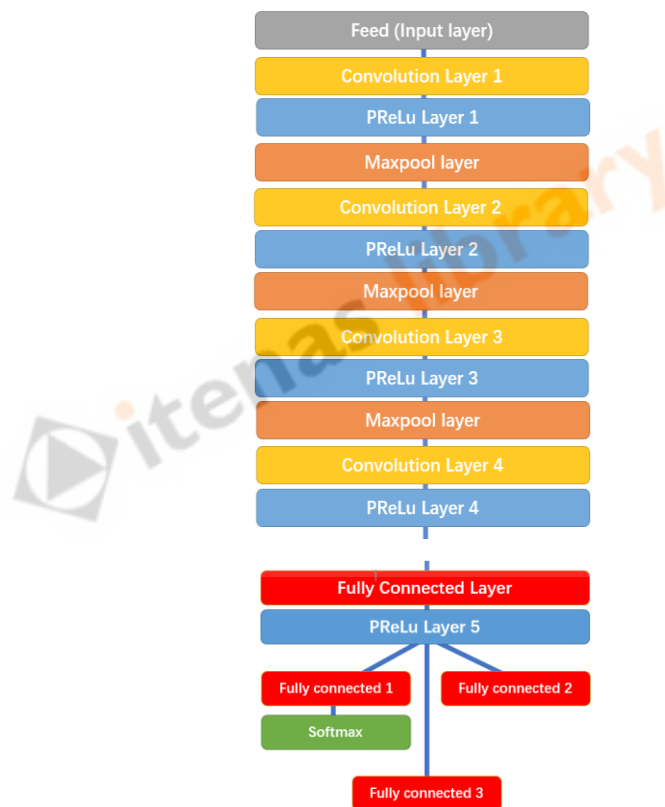 Feed (Input layer)
Convolution Layer 1
PReLu Layer 1
Maxpool layer
Convolution Layer 2
PReLu Layer 2
Maxpool layer
Convolution Layer 3
PReLu Layer 3
Maxpool layer
Convolution Layer 4
PReLu Layer 4
itenas library
Fully Connected Layer
PReLu Layer 5
Fully connected 1
Fully connected 2
Softmax
Fully connected 3